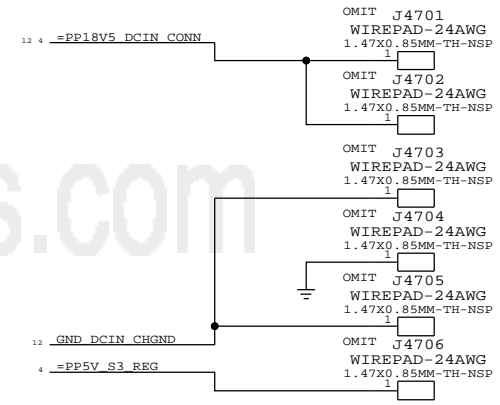 OMIT J4701
WIREPAD-24AWG
1.47X0.85MM-TH-NSP
1
12 4 =PP18V5_DCIN_CONN
OMIT J4702
WIREPAD-24AWG
1.47X0.85MM-TH-NSP
1
OMIT J4703
WIREPAD-24AWG
1.47X0.85MM-TH-NSP
1
s.com
OMIT J4704
WIREPAD-24AWG
1.47X0.85MM-TH-NSP
1
OMIT J4705
WIREPAD-24AWG
1.47X0.85MM-TH-NSP
1
12 GND_DCIN_CHGND
OMIT J4706
WIREPAD-24AWG
1.47X0.85MM-TH-NSP
1
4 =PP5V_S3_REG